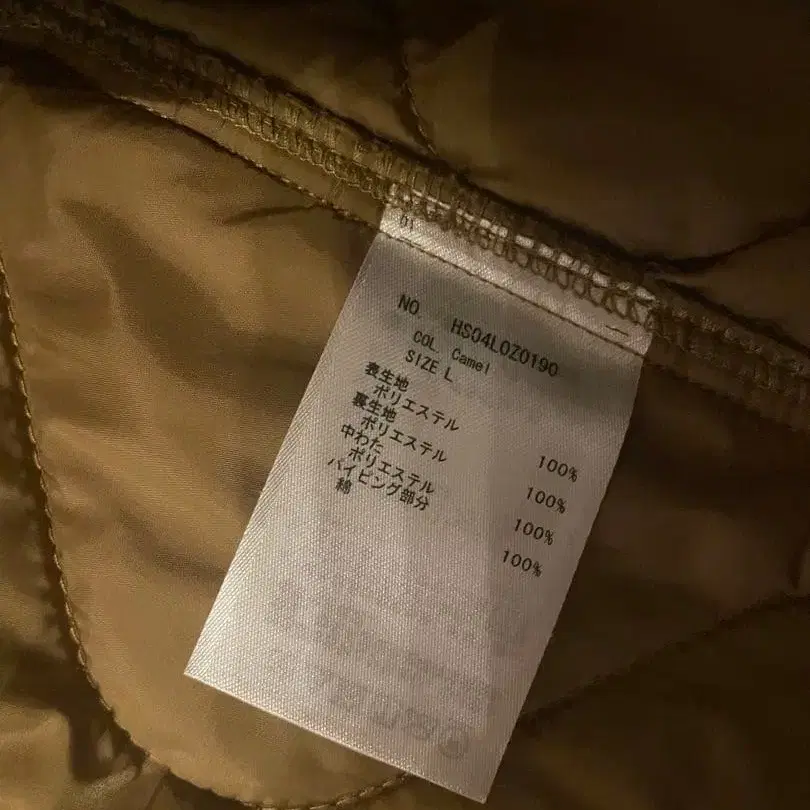 01
NO. HS04L0Z0190
COL. Camel
SIZE L
表生地
ポリエステル 100%
裏生地
ポリエステル 100%
中わた
ポリエステル 100%
パイピング部分
綿 100%